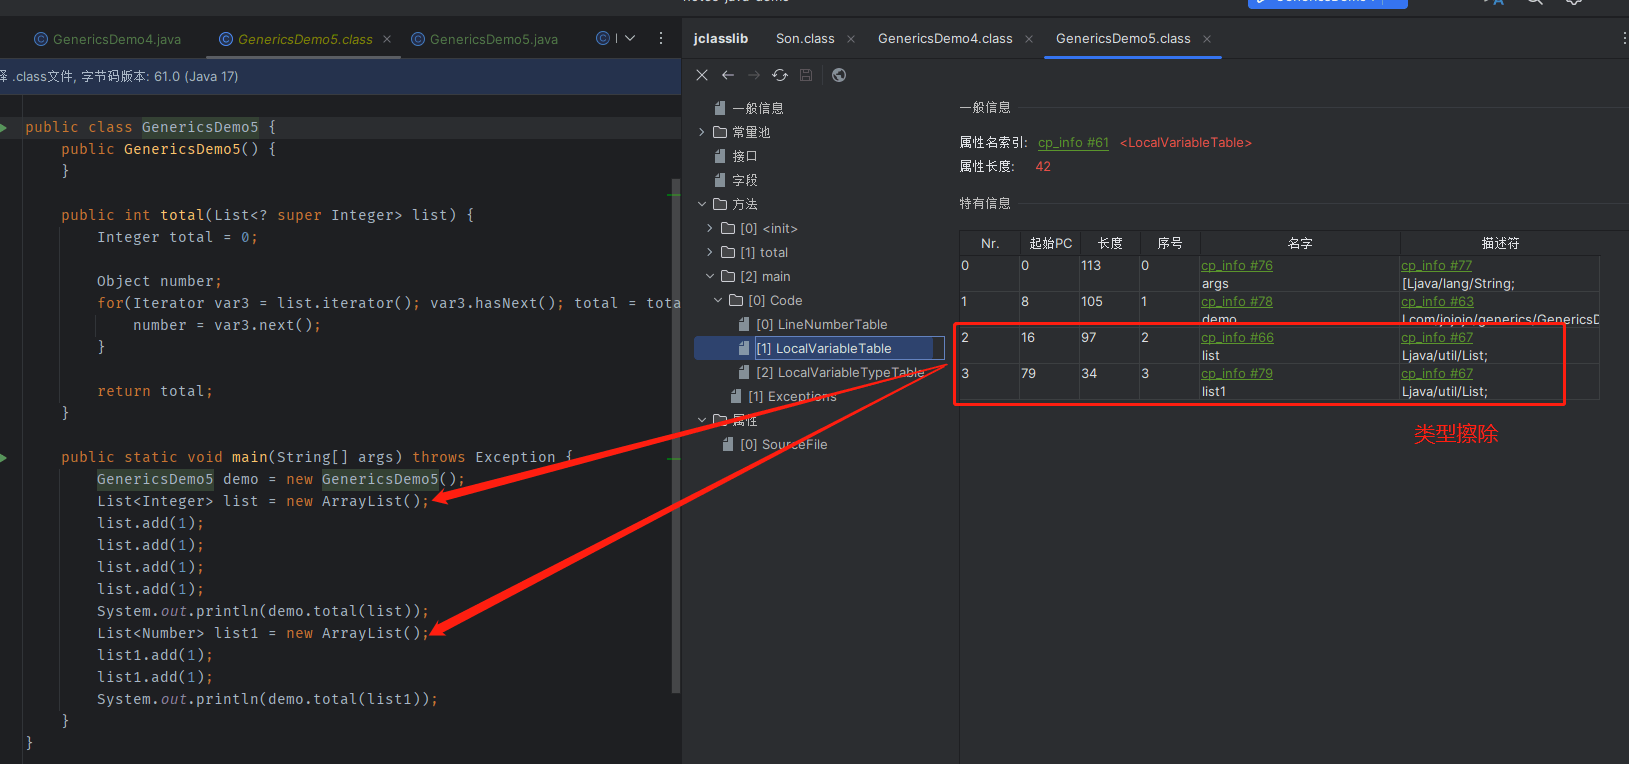 GenericsDemo4.java
GenericsDemo5.class
GenericsDemo5.java
.class文件, 字节码版本: 61.0 (Java 17)
public class GenericsDemo5 {
public GenericsDemo5() {
}
public int total(List<? super Integer> list) {
Integer total = 0;
Object number;
for(Iterator var3 = list.iterator(); var3.hasNext(); total = tota
number = var3.next();
}
return total;
}
public static void main(String[] args) throws Exception {
GenericsDemo5 demo = new GenericsDemo5();
List<Integer> list = new ArrayList();
list.add(1);
list.add(1);
list.add(1);
list.add(1);
System.out.println(demo.total(list));
List<Number> list1 = new ArrayList();
list1.add(1);
list1.add(1);
System.out.println(demo.total(list1));
}
}
jclasslib
Son.class
GenericsDemo4.class
GenericsDemo5.class
一般信息
常量池
接口
字段
方法
[0] <init>
[1] total
[2] main
[0] Code
[0] LineNumberTable
[1] LocalVariableTable
[2] LocalVariableTypeTable
[1] Exceptions
属性
[0] SourceFile
一般信息
属性名索引: cp_info #61 <LocalVariableTable>
属性长度: 42
特有信息
Nr. 起始PC 长度 序号 名字 描述符
0 0 113 0 cp_info #76 cp_info #77
args [Ljava/lang/String;
1 8 105 1 cp_info #78 cp_info #63
demo Lcom/jojojo/generics/GenericsD
2 16 97 2 cp_info #66 cp_info #67
list Ljava/util/List;
3 79 34 3 cp_info #79 cp_info #67
list1 Ljava/util/List;
类型擦除